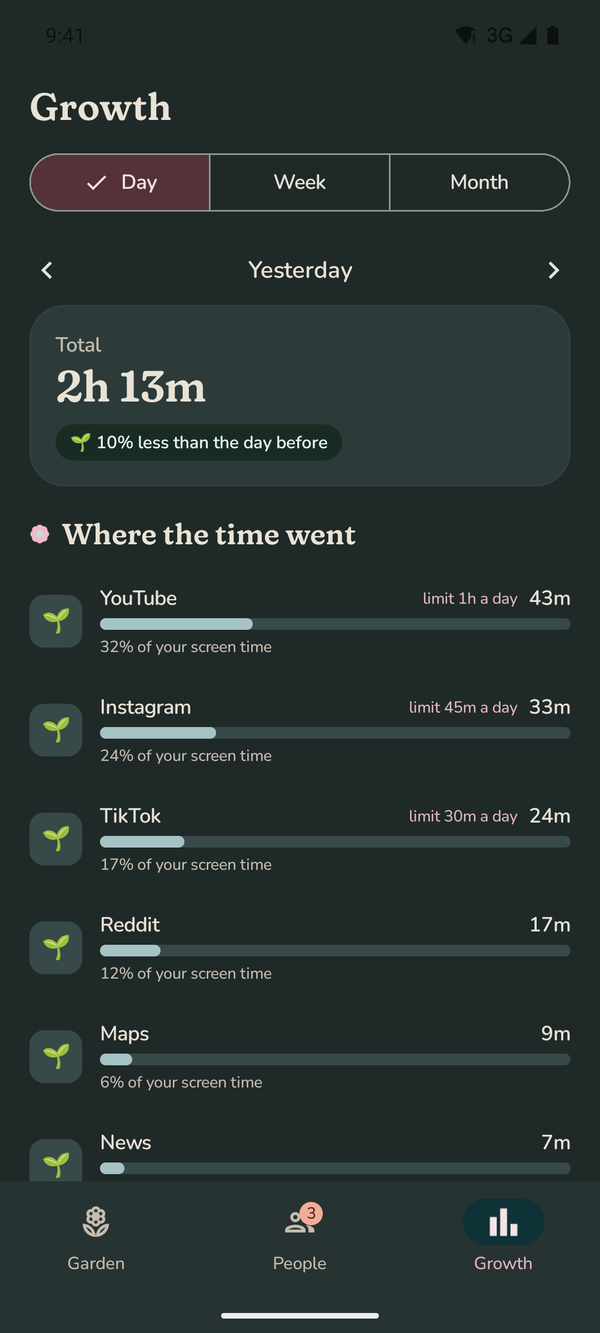 9:41
3G
Growth
Day
Week
Month
Yesterday
Total
2h 13m
🌱 10% less than the day before
Where the time went
YouTube
limit 1h a day 43m
32% of your screen time
Instagram
limit 45m a day 33m
24% of your screen time
TikTok
limit 30m a day 24m
17% of your screen time
Reddit
17m
12% of your screen time
Maps
9m
6% of your screen time
News
7m
3
Garden
People
Growth